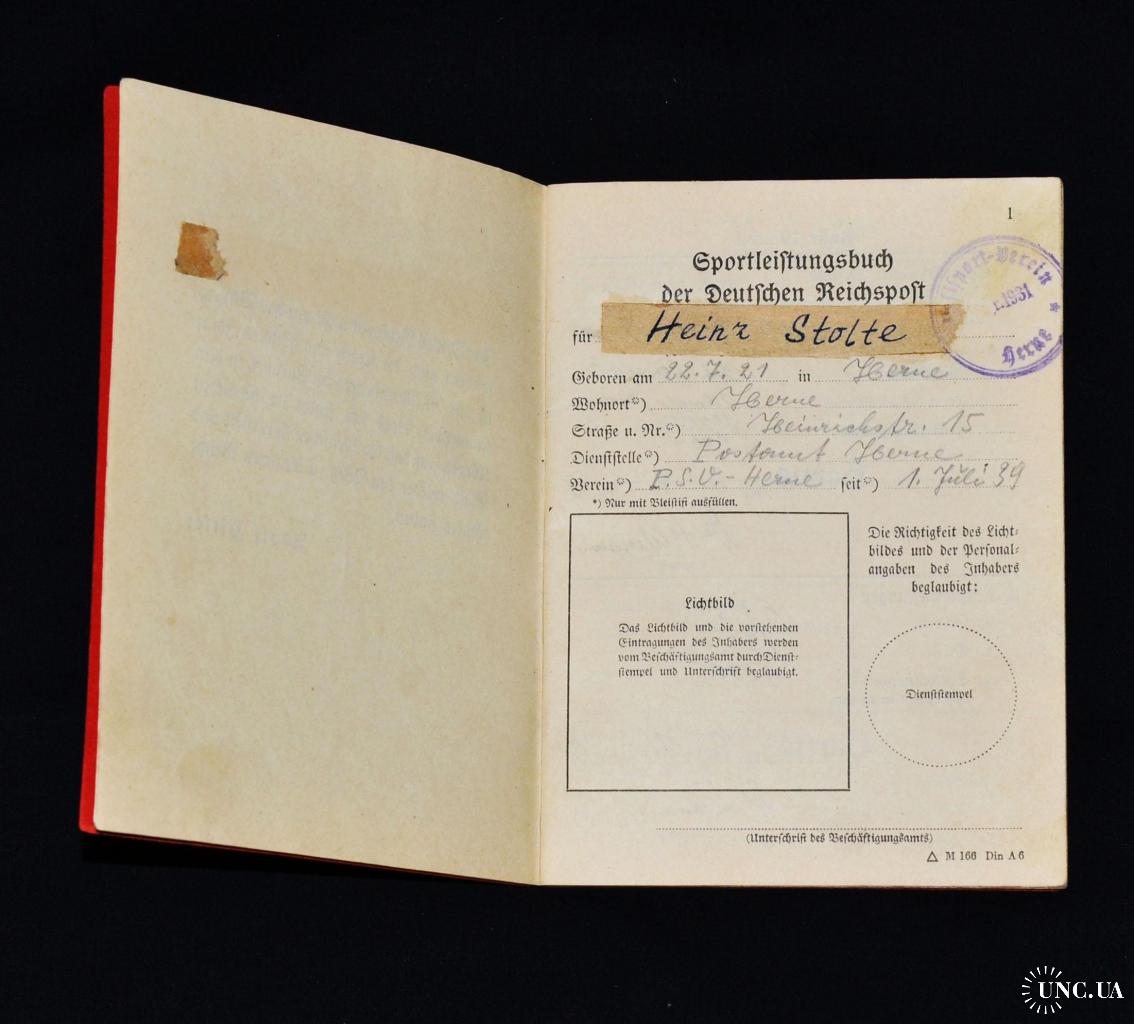 1
Sportleistungsbuch
der Deutschen Reichspost
für Heinz Stolte
Geboren am 22.7.21 in Herne
Wohnort*) Herne
Straße u. Nr.*) Heinrichstr. 15
Dienststelle*) Postamt Herne
Verein*) P.S.V.-Herne seit*) 1. Juli 39
*) Nur mit Bleistift ausfüllen.
Verein
1931
Herne
Lichtbild
Das Lichtbild und die vorstehenden
Eintragungen des Inhabers werden
vom Beschäftigungsamt durch Dienst-
stempel und Unterschrift beglaubigt.
Die Richtigkeit des Licht-
bildes und der Personal-
angaben des Inhabers
beglaubigt:
Dienststempel
(Unterschrift des Beschäftigungsamts)
△ M 166 Din A 6
UNC.UA